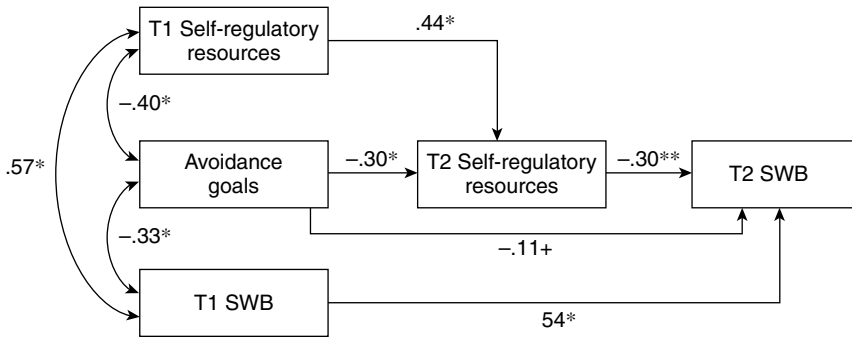 T1 Self-regulatory
resources
.44*
–.40*
.57*
Avoidance
goals
–.30*
T2 Self-regulatory
resources
–.30**
T2 SWB
–.33*
–.11+
T1 SWB
54*